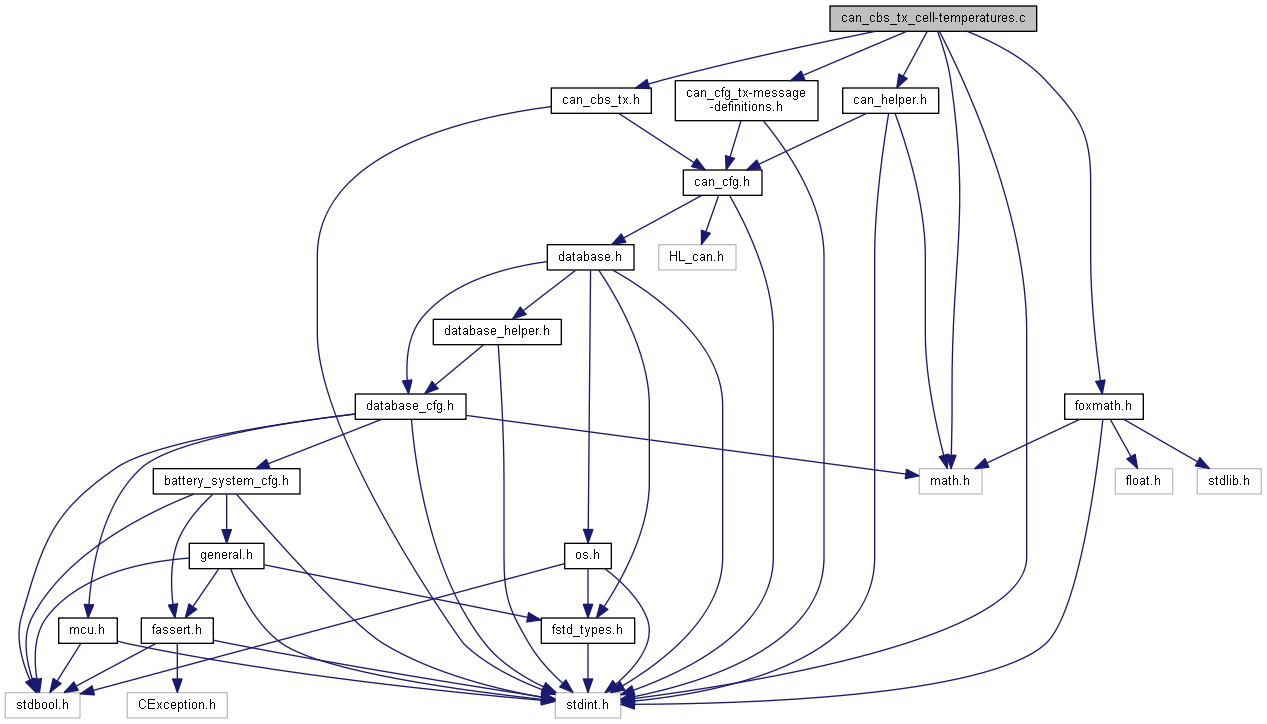 can_cbs_tx_cell-temperatures.c
can_cbs_tx.h
can_cfg_tx-message
-definitions.h
can_helper.h
can_cfg.h
database.h
HL_can.h
database_helper.h
database_cfg.h
foxmath.h
battery_system_cfg.h
math.h
float.h
stdlib.h
general.h
os.h
mcu.h
fassert.h
fstd_types.h
stdbool.h
CException.h
stdint.h